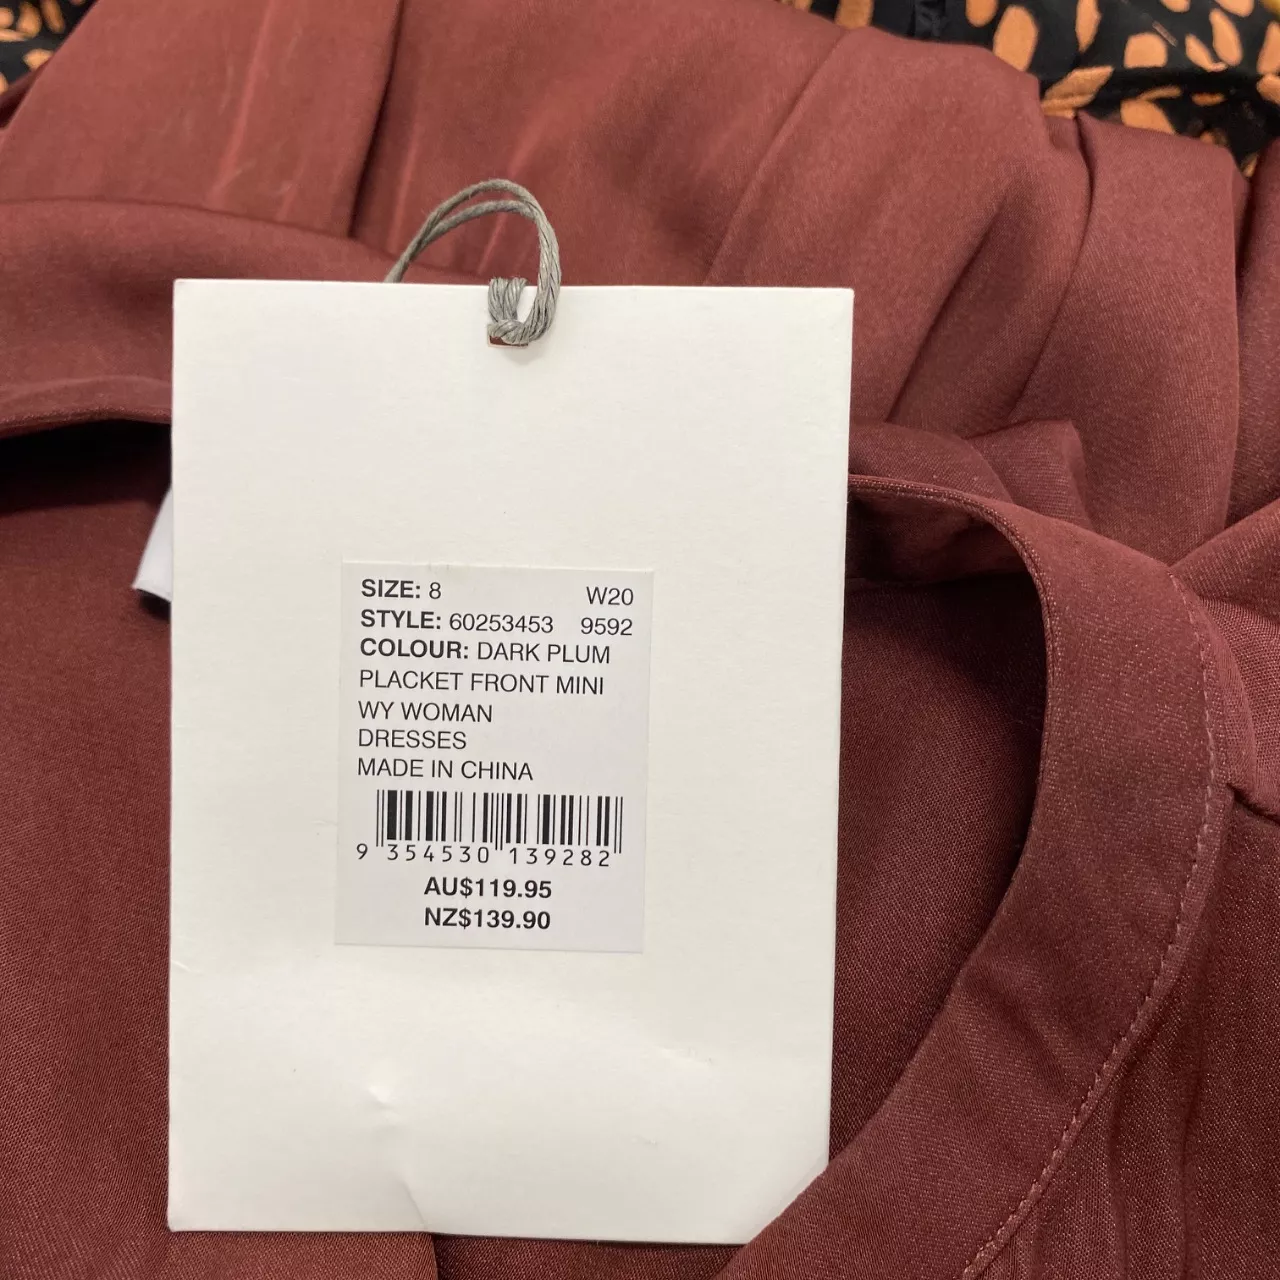 SIZE: 8 W20
STYLE: 60253453 9592
COLOUR: DARK PLUM
PLACKET FRONT MINI
WY WOMAN
DRESSES
MADE IN CHINA
9 354530 139282
AU$119.95
NZ$139.90